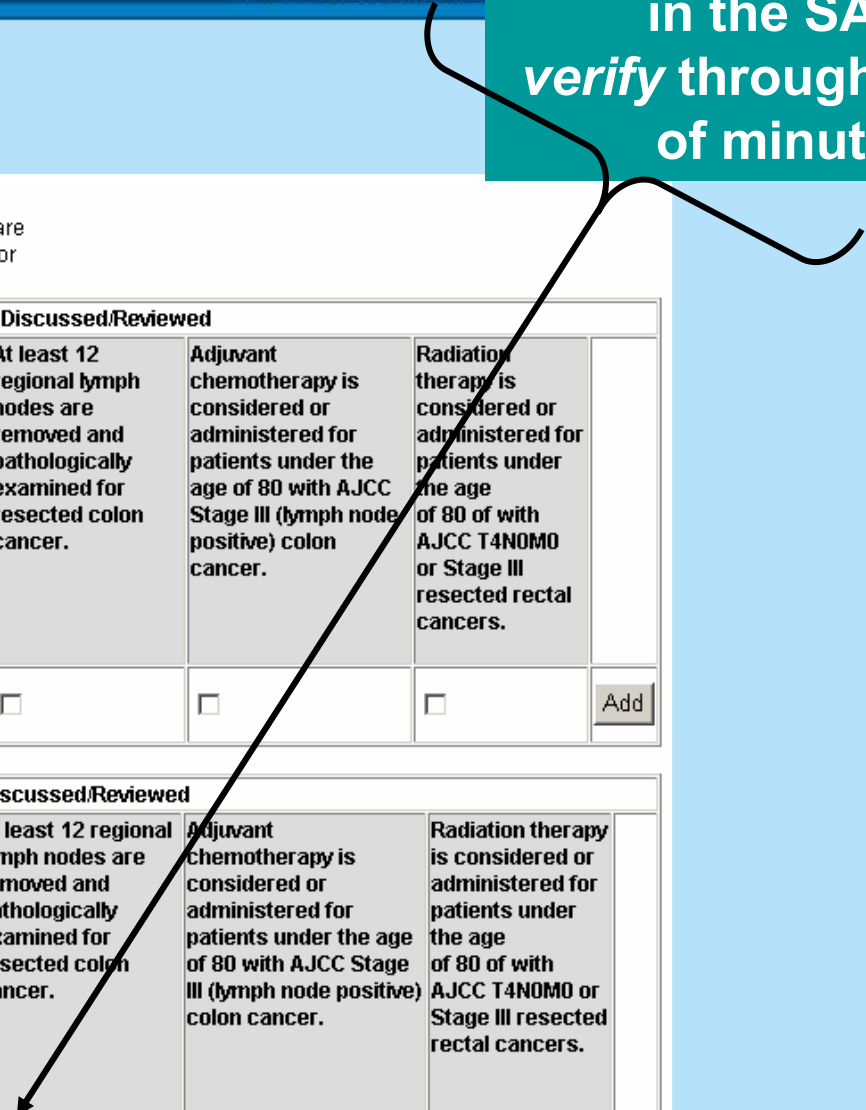 in the SA
verify through
of minut
are
or
Discussed/Reviewed
At least 12
regional lymph
nodes are
removed and
pathologically
examined for
resected colon
cancer.
Adjuvant
chemotherapy is
considered or
administered for
patients under the
age of 80 with AJCC
Stage III (lymph node
positive) colon
cancer.
Radiation
therapy is
considered or
administered for
patients under
the age
of 80 of with
AJCC T4N0M0
or Stage III
resected rectal
cancers.
Add
scussed/Reviewed
least 12 regional
mph nodes are
moved and
thologically
amined for
sected colon
ncer.
Adjuvant
chemotherapy is
considered or
administered for
patients under the age
of 80 with AJCC Stage
III (lymph node positive)
colon cancer.
Radiation therapy
is considered or
administered for
patients under
the age
of 80 of with
AJCC T4N0M0 or
Stage III resected
rectal cancers.